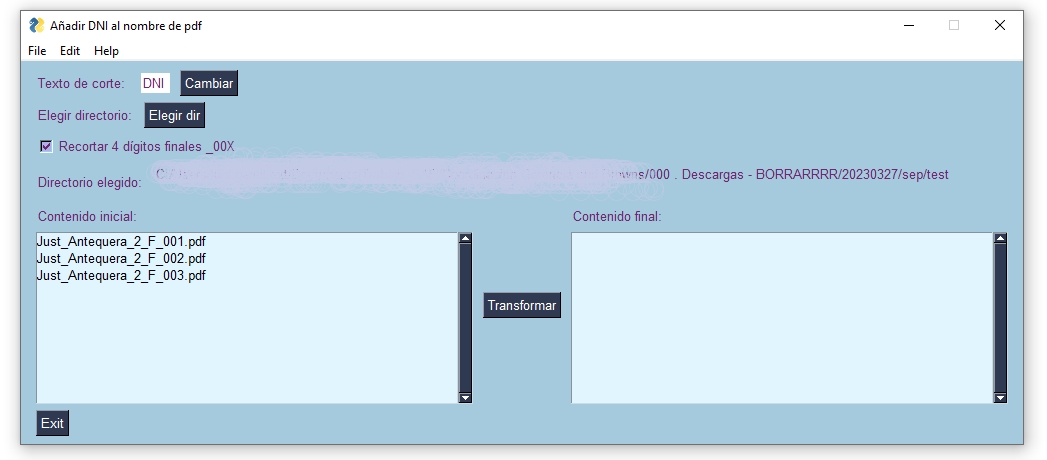 Añadir DNI al nombre de pdf
File Edit Help
Texto de corte: DNI Cambiar
Elegir directorio: Elegir dir
Recortar 4 dígitos finales _00X
Directorio elegido: /000 . Descargas - BORRARRRR/20230327/sep/test
Contenido inicial: Contenido final:
Just_Antequera_2_F_001.pdf
Just_Antequera_2_F_002.pdf
Just_Antequera_2_F_003.pdf
Transformar
Exit